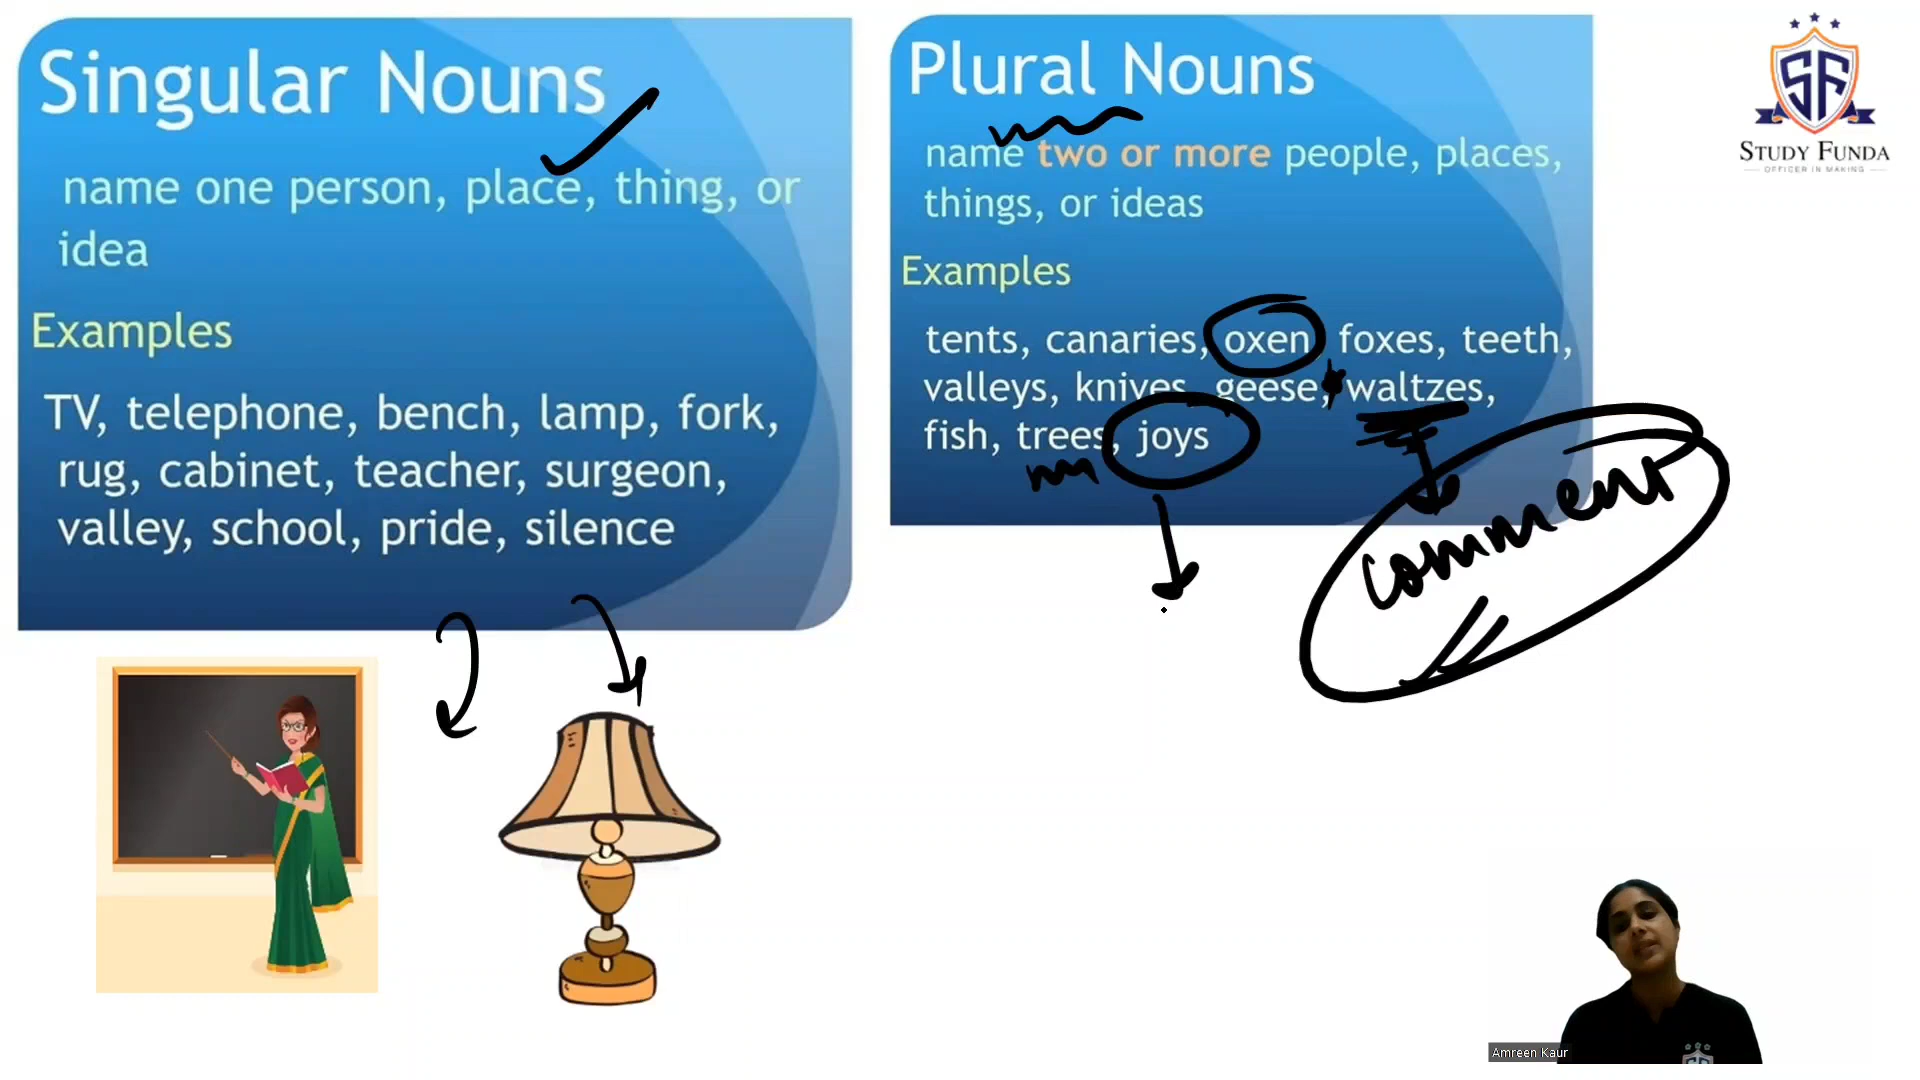 Singular Nouns
name one person, place, thing, or
idea
Examples
TV, telephone, bench, lamp, fork,
rug, cabinet, teacher, surgeon,
valley, school, pride, silence
Plural Nouns
name two or more people, places,
things, or ideas
Examples
tents, canaries, oxen, foxes, teeth,
valleys, knives, geese, waltzes,
fish, trees, joys
comment
SF
STUDY FUNDA
OFFICER IN MAKING
Amreen Kaur